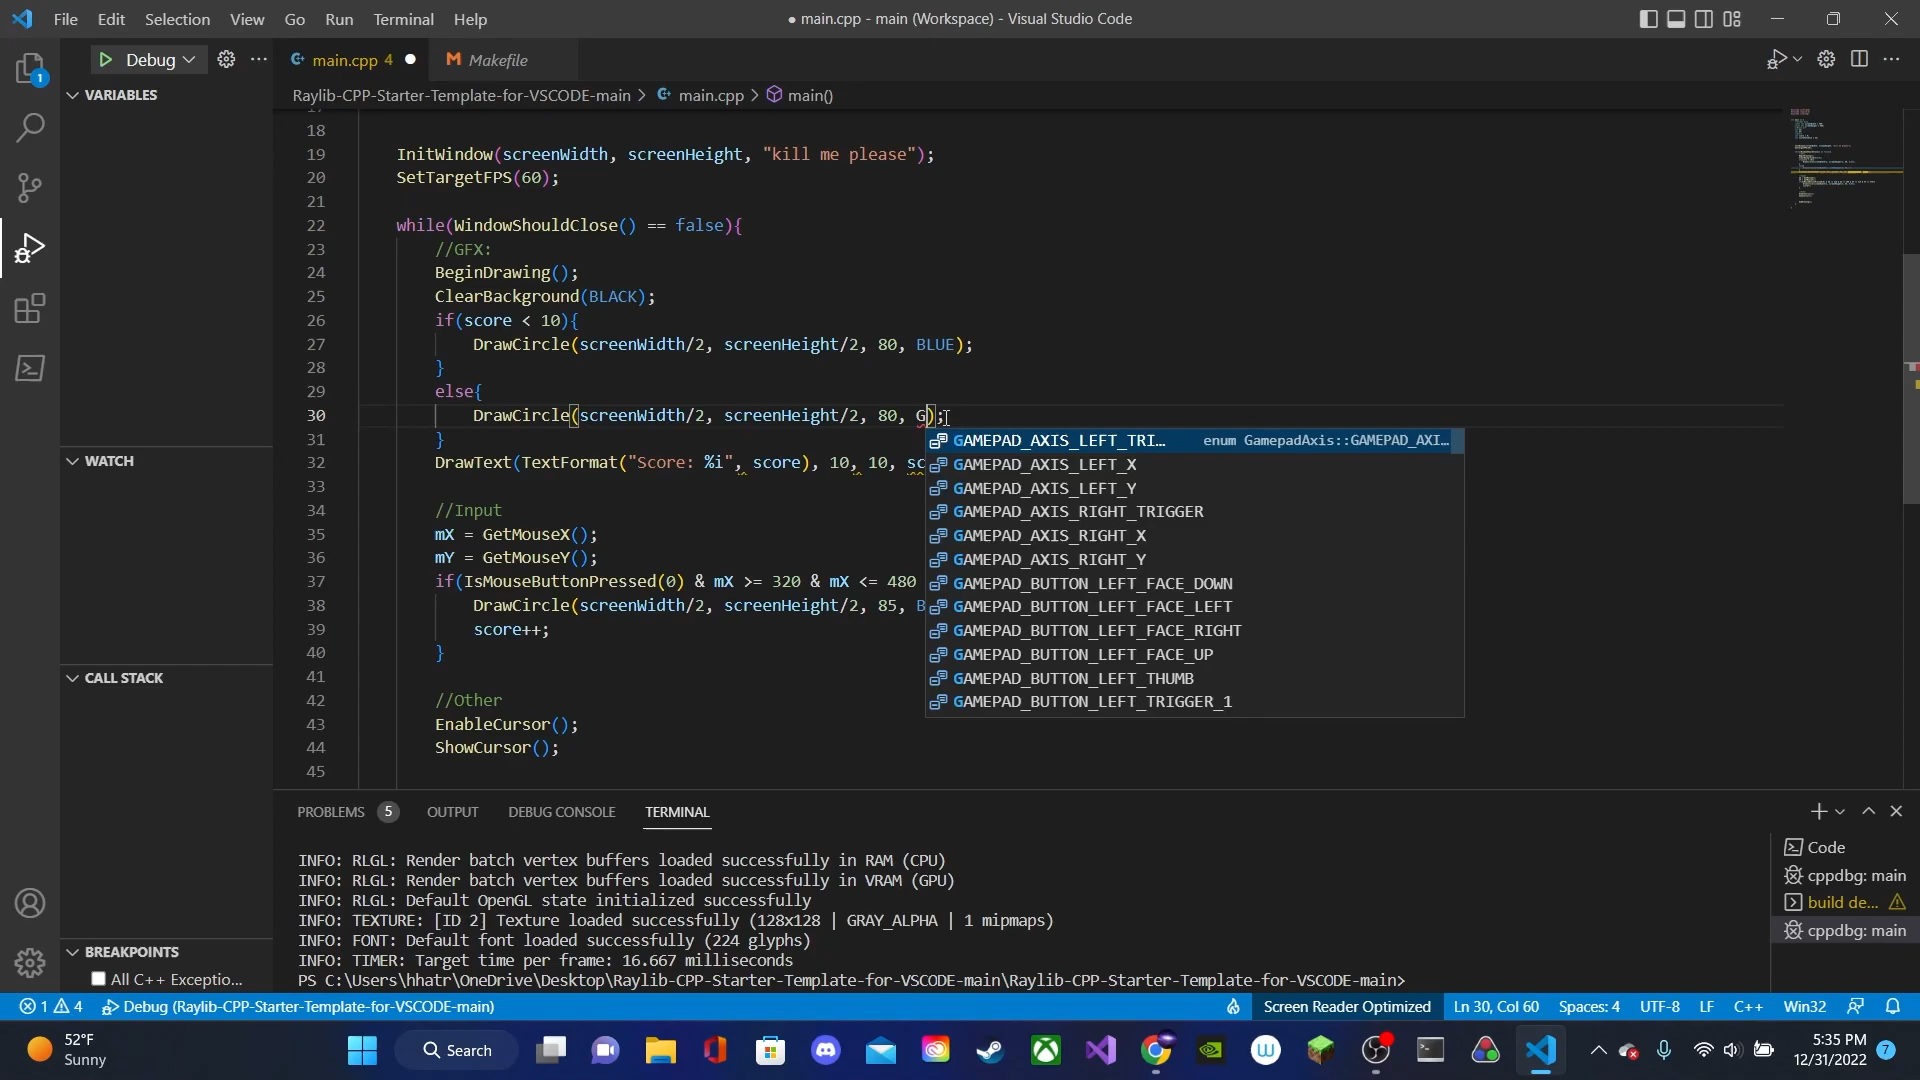 File Edit Selection View Go Run Terminal Help
● main.cpp - main (Workspace) - Visual Studio Code
1
Debug
main.cpp 4
Makefile
VARIABLES
Raylib-CPP-Starter-Template-for-VSCODE-main > main.cpp > main()
18
19 InitWindow(screenWidth, screenHeight, "kill me please");
20 SetTargetFPS(60);
21
22 while(WindowShouldClose() == false){
23 //GFX:
24 BeginDrawing();
25 ClearBackground(BLACK);
26 if(score < 10){
27 DrawCircle(screenWidth/2, screenHeight/2, 80, BLUE);
28 }
29 else{
30 DrawCircle(screenWidth/2, screenHeight/2, 80, G);
31 }
32 DrawText(TextFormat("Score: %i", score), 10, 10, sc
33
34 //Input
35 mX = GetMouseX();
36 mY = GetMouseY();
37 if(IsMouseButtonPressed(0) & mX >= 320 & mX <= 480
38 DrawCircle(screenWidth/2, screenHeight/2, 85, B
39 score++;
40 }
41
42 //Other
43 EnableCursor();
44 ShowCursor();
45
GAMEPAD_AXIS_LEFT_TRI… enum GamepadAxis::GAMEPAD_AXI…
GAMEPAD_AXIS_LEFT_X
GAMEPAD_AXIS_LEFT_Y
GAMEPAD_AXIS_RIGHT_TRIGGER
GAMEPAD_AXIS_RIGHT_X
GAMEPAD_AXIS_RIGHT_Y
GAMEPAD_BUTTON_LEFT_FACE_DOWN
GAMEPAD_BUTTON_LEFT_FACE_LEFT
GAMEPAD_BUTTON_LEFT_FACE_RIGHT
GAMEPAD_BUTTON_LEFT_FACE_UP
GAMEPAD_BUTTON_LEFT_THUMB
GAMEPAD_BUTTON_LEFT_TRIGGER_1
WATCH
CALL STACK
BREAKPOINTS
All C++ Exceptio...
PROBLEMS 5 OUTPUT DEBUG CONSOLE TERMINAL
INFO: RLGL: Render batch vertex buffers loaded successfully in RAM (CPU)
INFO: RLGL: Render batch vertex buffers loaded successfully in VRAM (GPU)
INFO: RLGL: Default OpenGL state initialized successfully
INFO: TEXTURE: [ID 2] Texture loaded successfully (128x128 | GRAY_ALPHA | 1 mipmaps)
INFO: FONT: Default font loaded successfully (224 glyphs)
INFO: TIMER: Target time per frame: 16.667 milliseconds
PS C:\Users\hhatr\OneDrive\Desktop\Raylib-CPP-Starter-Template-for-VSCODE-main\Raylib-CPP-Starter-Template-for-VSCODE-main>
Code
cppdbg: main
build de...
cppdbg: main
1 4 Debug (Raylib-CPP-Starter-Template-for-VSCODE-main)
Screen Reader Optimized Ln 30, Col 60 Spaces: 4 UTF-8 LF C++ Win32
52°F
Sunny
Search
5:35 PM
12/31/2022
7